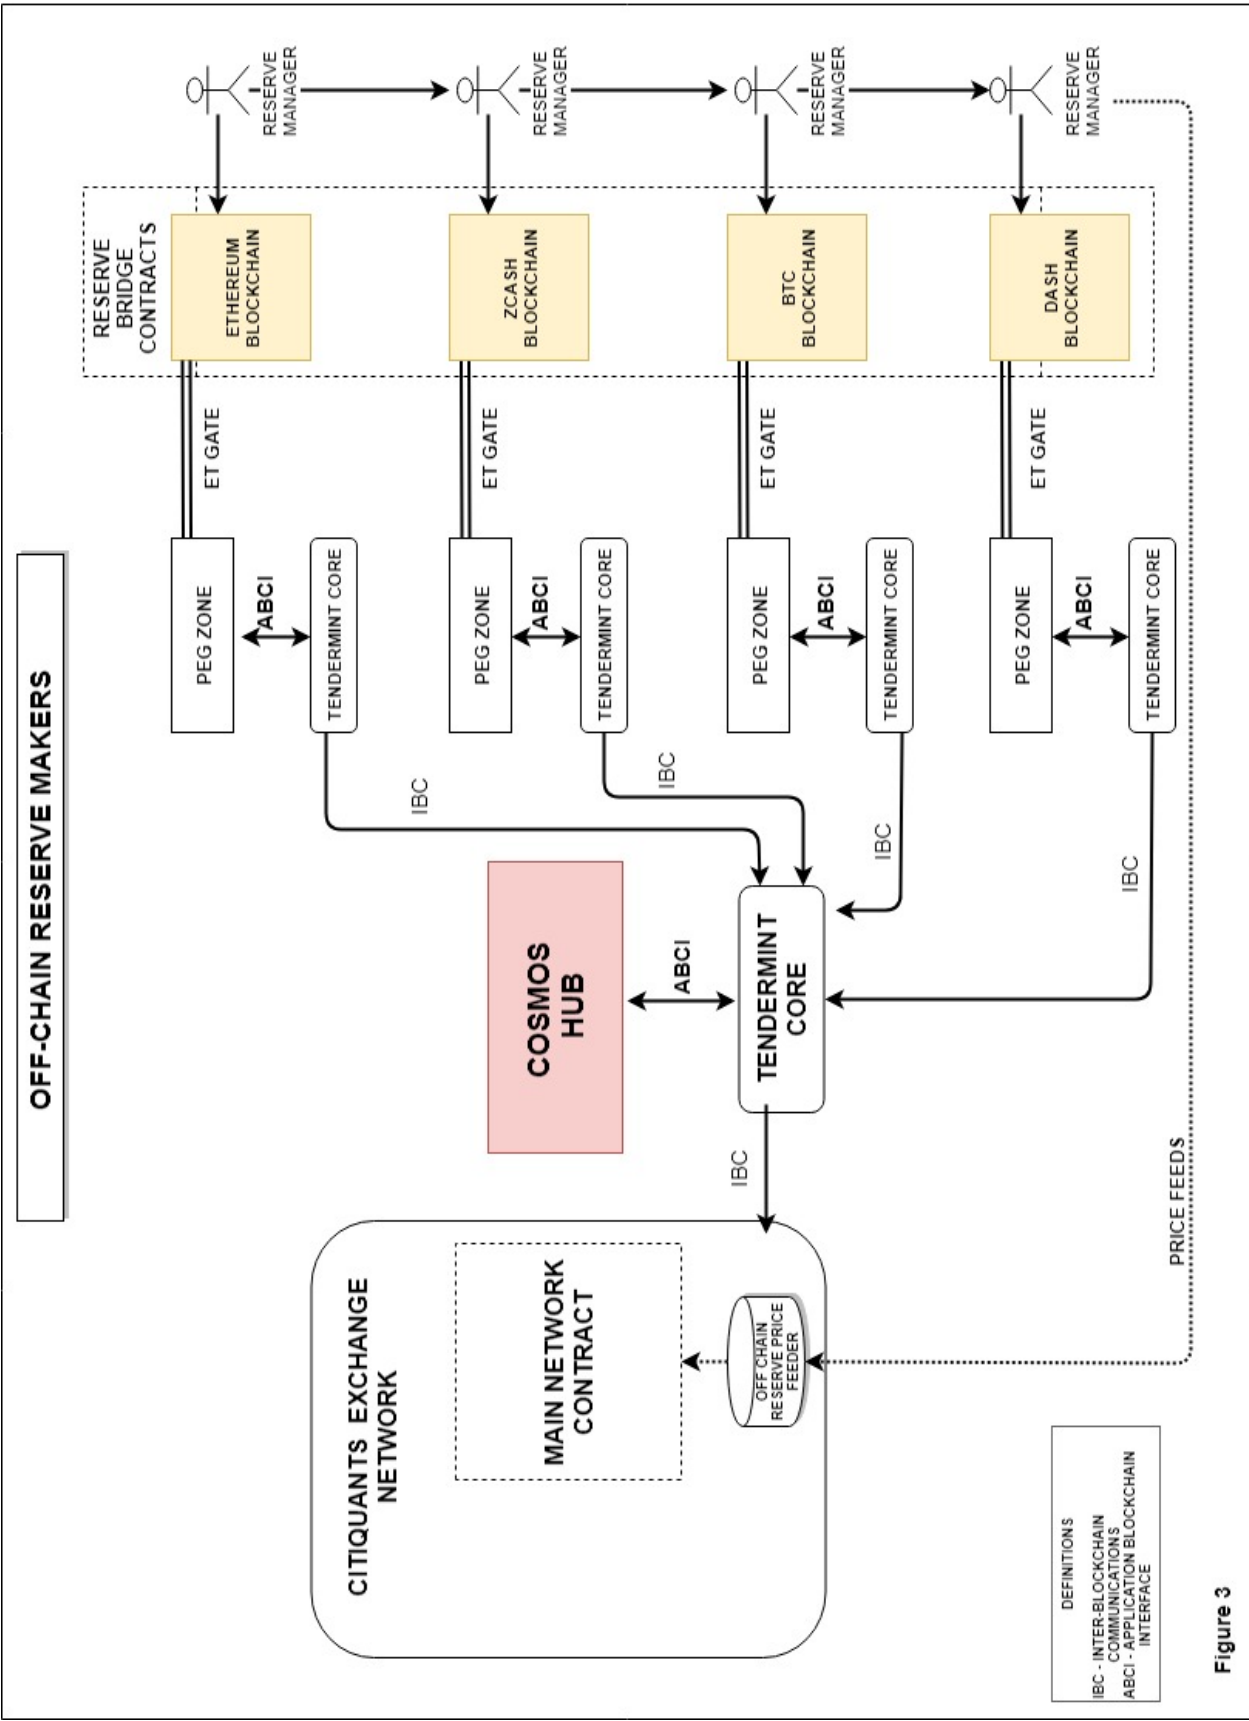 OFF-CHAIN RESERVE MAKERS
CITIQUANTS EXCHANGE
NETWORK
MAIN NETWORK
CONTRACT
OFF CHAIN
RESERVE PRICE
FEEDER
IBC
COSMOS
HUB
ABCI
TENDERMINT
CORE
IBC
IBC
IBC
IBC
PEG ZONE
ABCI
TENDERMINT CORE
PEG ZONE
ABCI
TENDERMINT CORE
PEG ZONE
ABCI
TENDERMINT CORE
PEG ZONE
ABCI
TENDERMINT CORE
ET GATE
ET GATE
ET GATE
ET GATE
RESERVE
BRIDGE
CONTRACTS
ETHEREUM
BLOCKCHAIN
ZCASH
BLOCKCHAIN
BTC
BLOCKCHAIN
DASH
BLOCKCHAIN
RESERVE
MANAGER
RESERVE
MANAGER
RESERVE
MANAGER
RESERVE
MANAGER
PRICE FEEDS
DEFINITIONS
IBC - INTER-BLOCKCHAIN
COMMUNICATIONS
ABCI - APPLICATION BLOCKCHAIN
INTERFACE
Figure 3